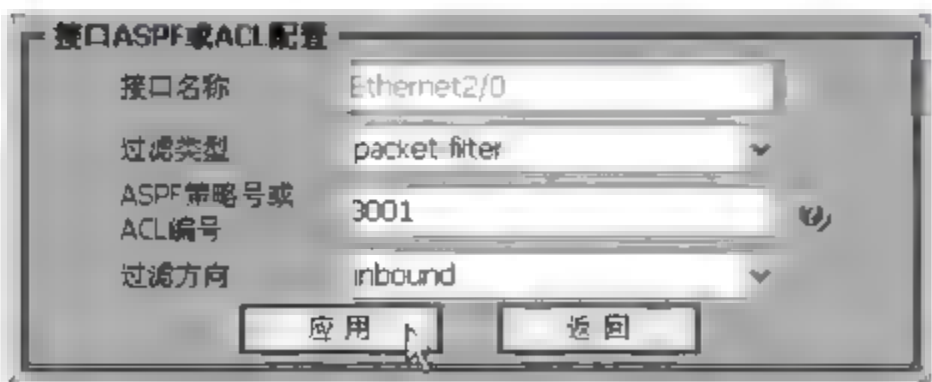 接口ASPF或ACL配置
接口名称 Ethernet2/0
过滤类型 packet filter
ASPF策略号或
ACL编号 3001
过滤方向 inbound
应用 返回